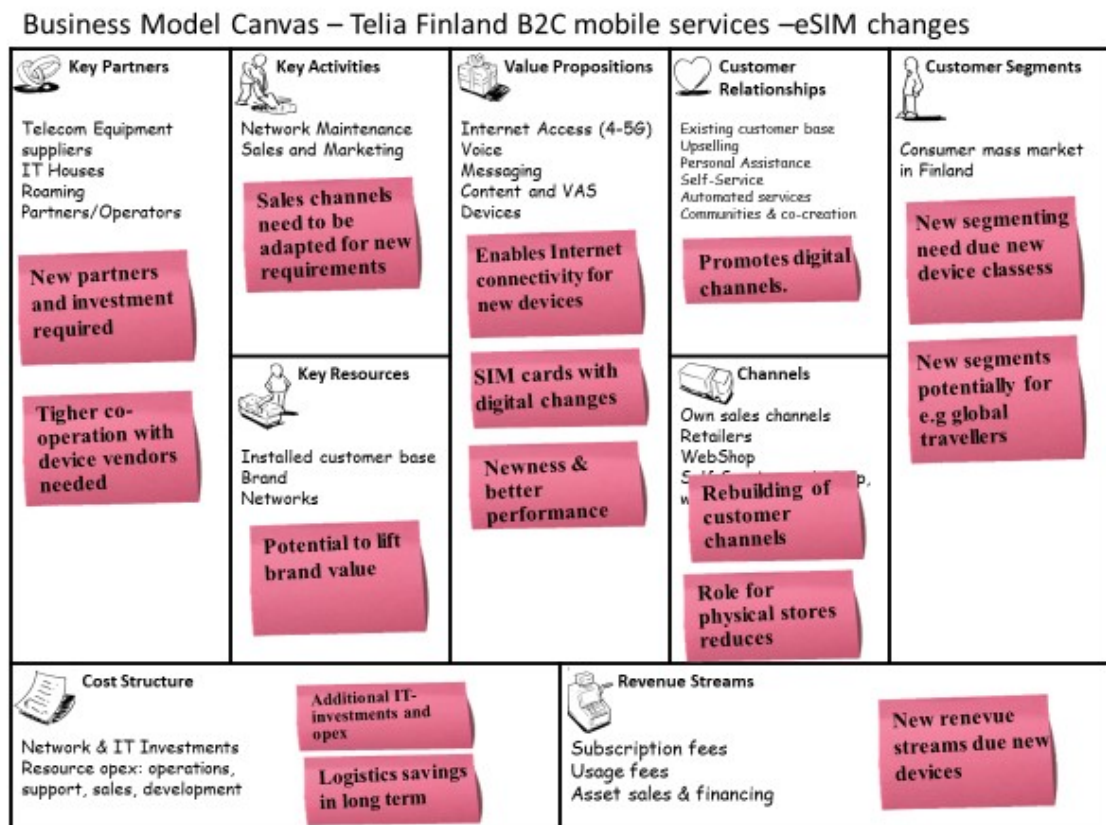 Business Model Canvas – Telia Finland B2C mobile services –eSIM changes
Key Partners
Telecom Equipment
suppliers
IT Houses
Roaming
Partners/Operators
New partners
and investment
required
Tigher co-
operation with
device vendors
needed
Key Activities
Network Maintenance
Sales and Marketing
Sales channels
need to be
adapted for new
requirements
Key Resources
Installed customer base
Brand
Networks
Potential to lift
brand value
Value Propositions
Internet Access (4-5G)
Voice
Messaging
Content and VAS
Devices
Enables Internet
connectivity for
new devices
SIM cards with
digital changes
Newness &
better
performance
Customer
Relationships
Existing customer base
Upselling
Personal Assistance
Self-Service
Automated services
Communities & co-creation
Promotes digital
channels.
Channels
Own sales channels
Retailers
WebShop
Rebuilding of
customer
channels
Role for
physical stores
reduces
Customer Segments
Consumer mass market
in Finland
New segmenting
need due new
device classess
New segments
potentially for
e.g global
travellers
Cost Structure
Network & IT Investments
Resource opex: operations,
support, sales, development
Additional IT-
investments and
opex
Logistics savings
in long term
Revenue Streams
Subscription fees
Usage fees
Asset sales & financing
New renevue
streams due new
devices